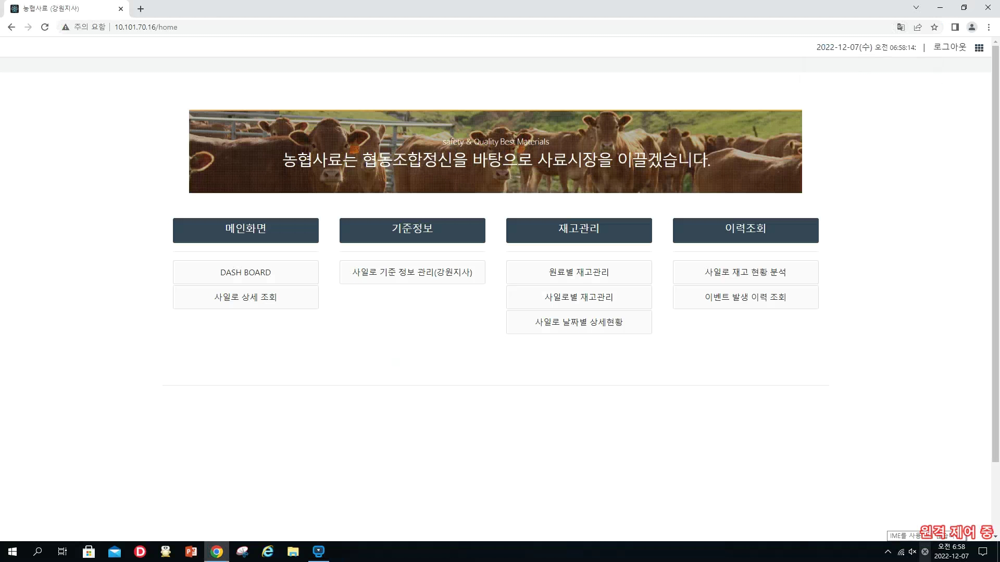 농협사료 (강원지사)
주의 요함 | 10.101.70.16/home
2022-12-07(수) 오전 06:58:14: | 로그아웃
safety & Quality Best Materials
농협사료는 협동조합정신을 바탕으로 사료시장을 이끌겠습니다.
메인화면
기준정보
재고관리
이력조회
DASH BOARD
사일로 기준 정보 관리(강원지사)
원료별 재고관리
사일로 재고 현황 분석
사일로 상세 조회
사일로별 재고관리
이벤트 발생 이력 조회
사일로 날짜별 상세현황
IME를 사용
원격 제어 중
오전 6:58
2022-12-07